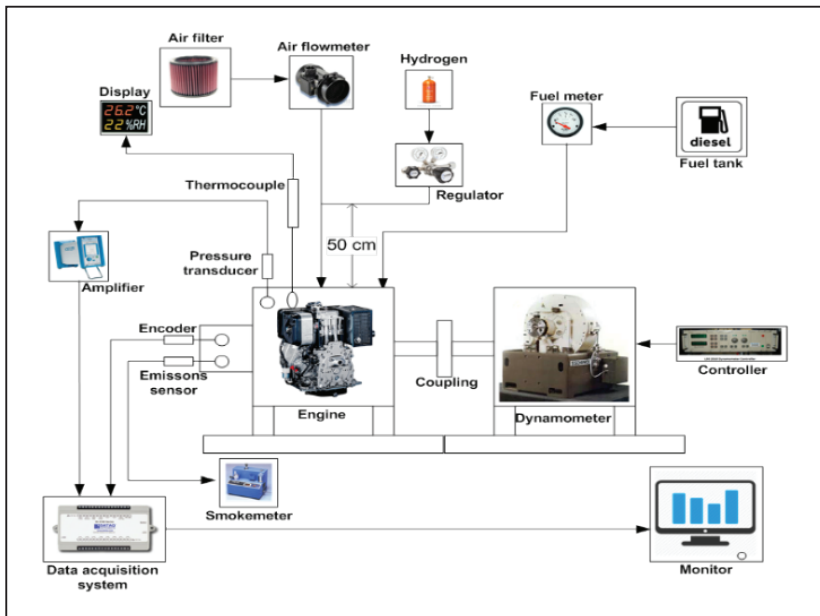 Air filter
Air flowmeter
Hydrogen
Display
26.2°C
22%RH
Fuel meter
diesel
Fuel tank
Thermocouple
Regulator
50 cm
Pressure
transducer
Amplifier
Encoder
Emissons
sensor
Engine
Coupling
Dynamometer
Controller
Smokemeter
Data acquisition
system
Monitor